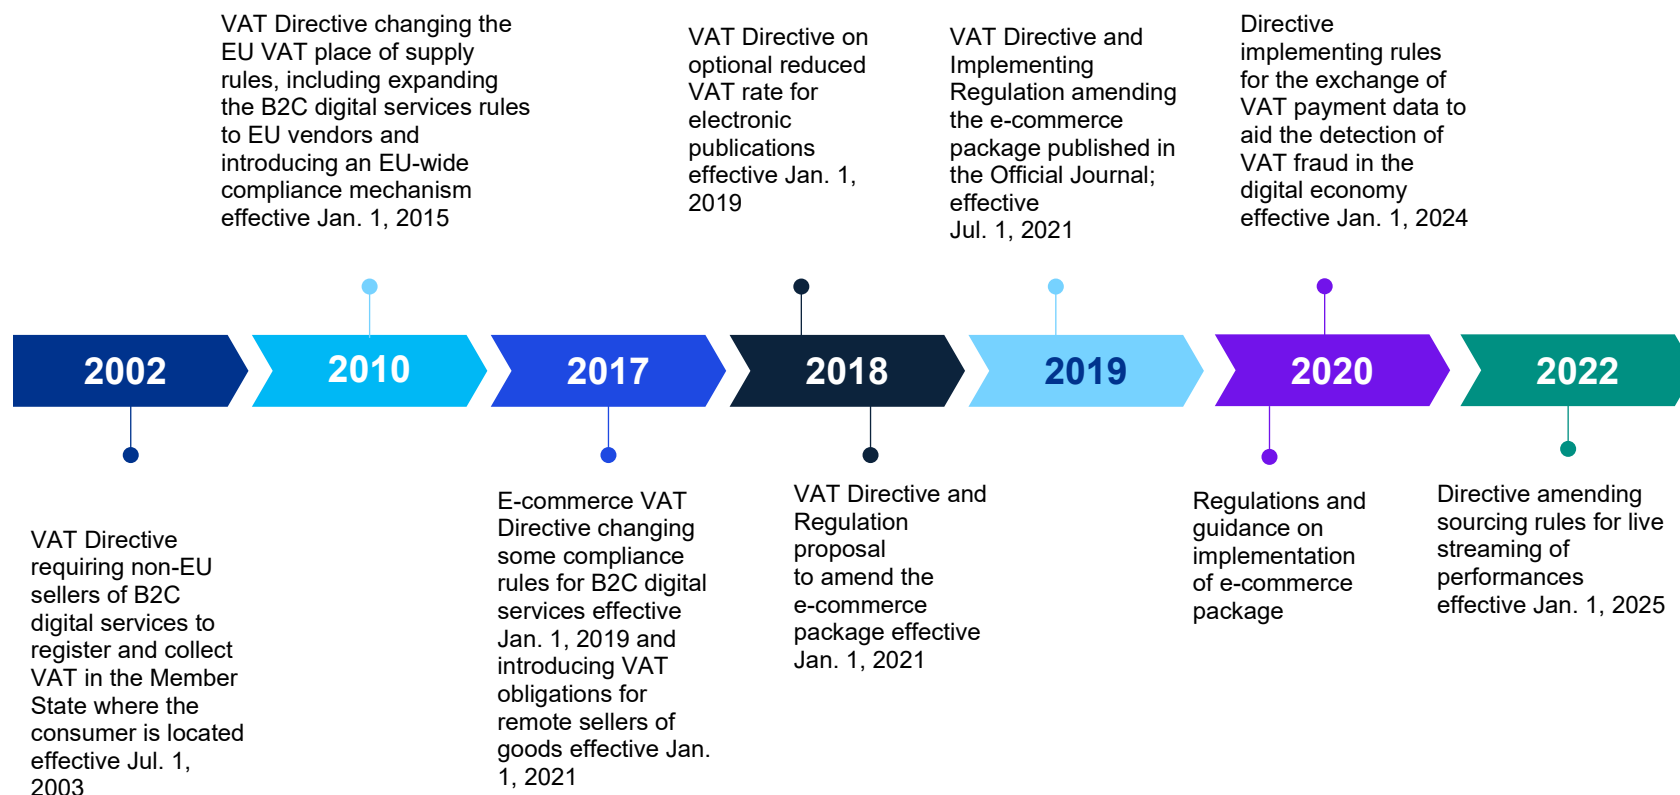 VAT Directive changing the
EU VAT place of supply
rules, including expanding
the B2C digital services rules
to EU vendors and
introducing an EU-wide
compliance mechanism
effective Jan. 1, 2015
VAT Directive on
optional reduced
VAT rate for
electronic
publications
effective Jan. 1,
2019
VAT Directive and
Implementing
Regulation amending
the e-commerce
package published in
the Official Journal;
effective
Jul. 1, 2021
Directive
implementing rules
for the exchange of
VAT payment data to
aid the detection of
VAT fraud in the
digital economy
effective Jan. 1, 2024
2002
2010
2017
2018
2019
2020
2022
VAT Directive
requiring non-EU
sellers of B2C
digital services to
register and collect
VAT in the Member
State where the
consumer is located
effective Jul. 1,
2003
E-commerce VAT
Directive changing
some compliance
rules for B2C digital
services effective
Jan. 1, 2019 and
introducing VAT
obligations for
remote sellers of
goods effective Jan.
1, 2021
VAT Directive and
Regulation
proposal
to amend the
e-commerce
package effective
Jan. 1, 2021
Regulations and
guidance on
implementation
of e-commerce
package
Directive amending
sourcing rules for live
streaming of
performances
effective Jan. 1, 2025